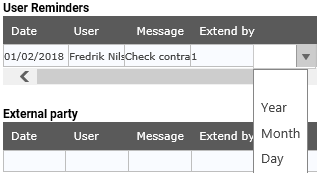 User Reminders
Date User Message Extend by
01/02/2018 Fredrik Nils Check contra 1
Year
Month
Day
External party
Date User Message Extend by